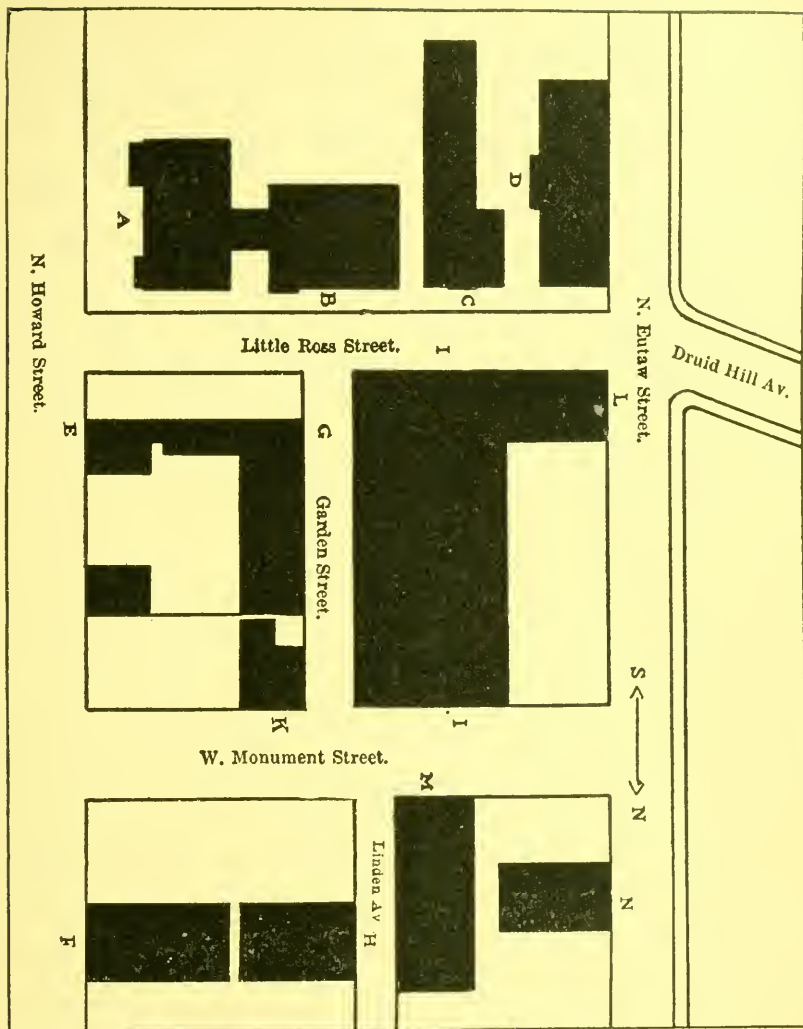 D
A
N. Howard Street.
B
C
N. Eutaw Street.
Little Ross Street.
I
Druid Hill Av.
L
E
G
Garden Street.
S N
K
I
W. Monument Street.
M
Linden Av
N
F
H